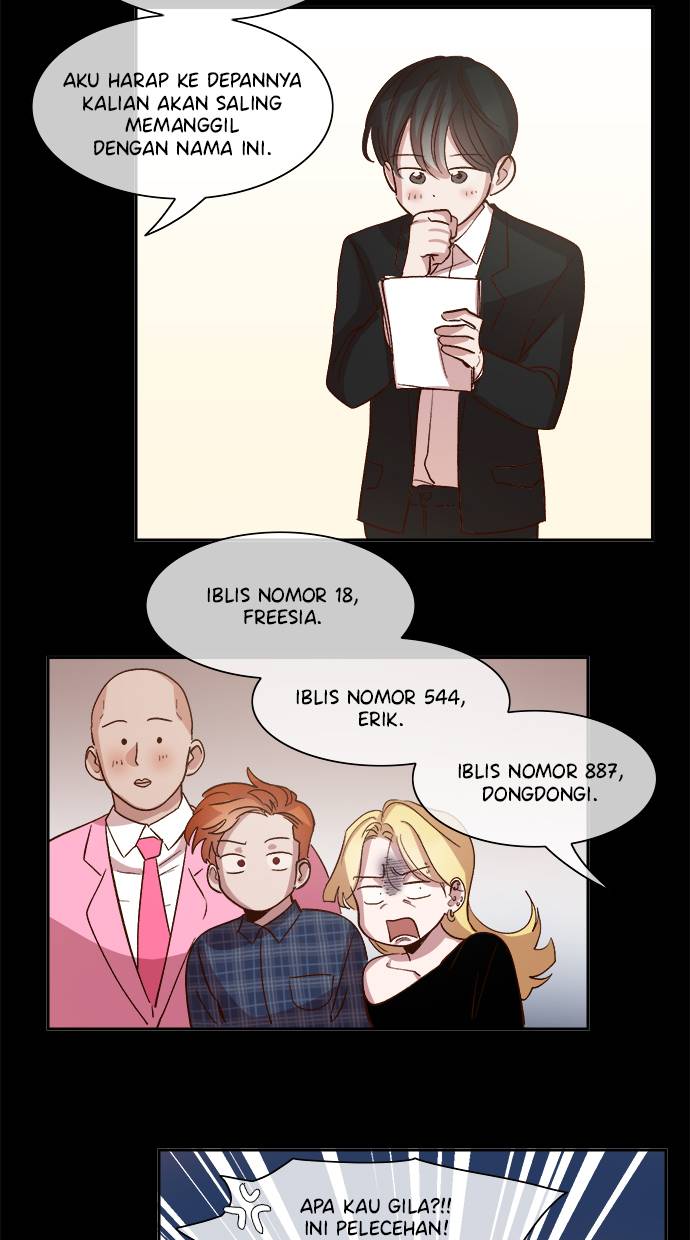 AKU HARAP KE DEPANNYA
KALIAN AKAN SALING
MEMANGGIL
DENGAN NAMA INI.
IBLIS NOMOR 18,
FREESIA.
IBLIS NOMOR 544,
ERIK.
IBLIS NOMOR 887,
DONGDONGI.
APA KAU GILA?!!
INI PELECEHAN!